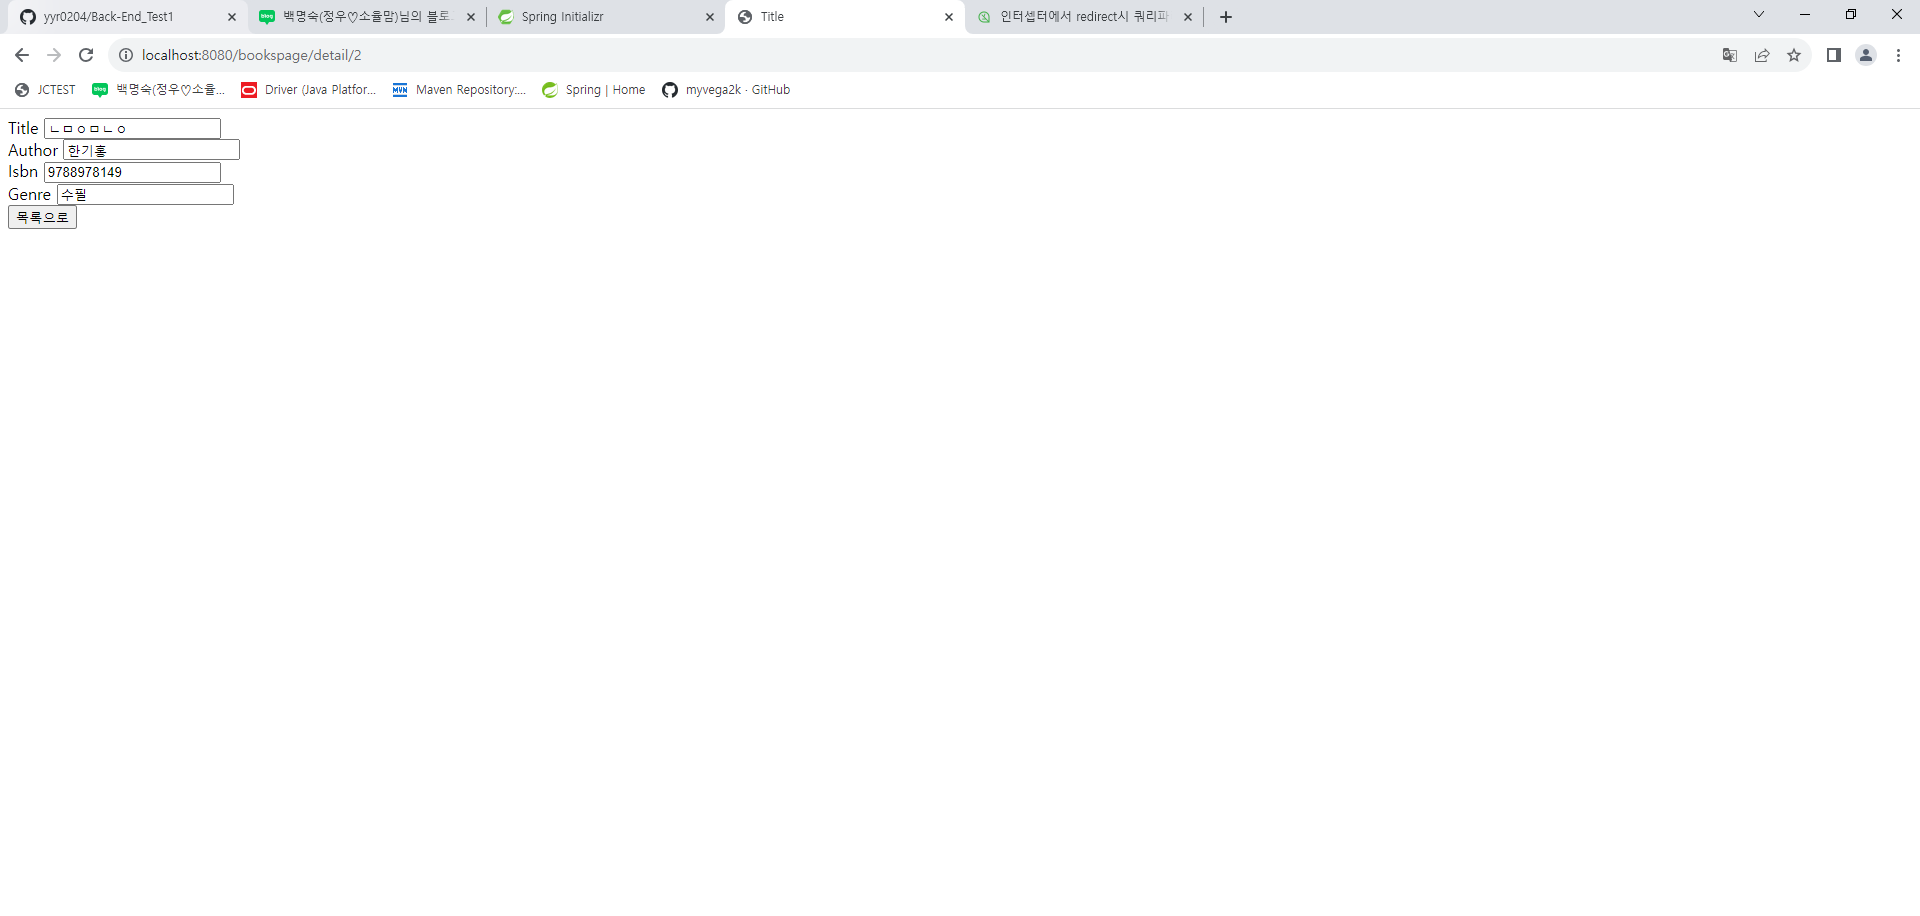 yyr0204/Back-End_Test1
백명숙(정우♡소율맘)님의 블로
Spring Initializr
Title
인터셉터에서 redirect시 쿼리파
localhost:8080/bookspage/detail/2
JCTEST
백명숙(정우♡소율...
Driver (Java Platfor...
Maven Repository:...
Spring | Home
myvega2k · GitHub
Title ㄴㅁㅇㅁㄴㅇ
Author 한기홍
Isbn 9788978149
Genre 수필
목록으로